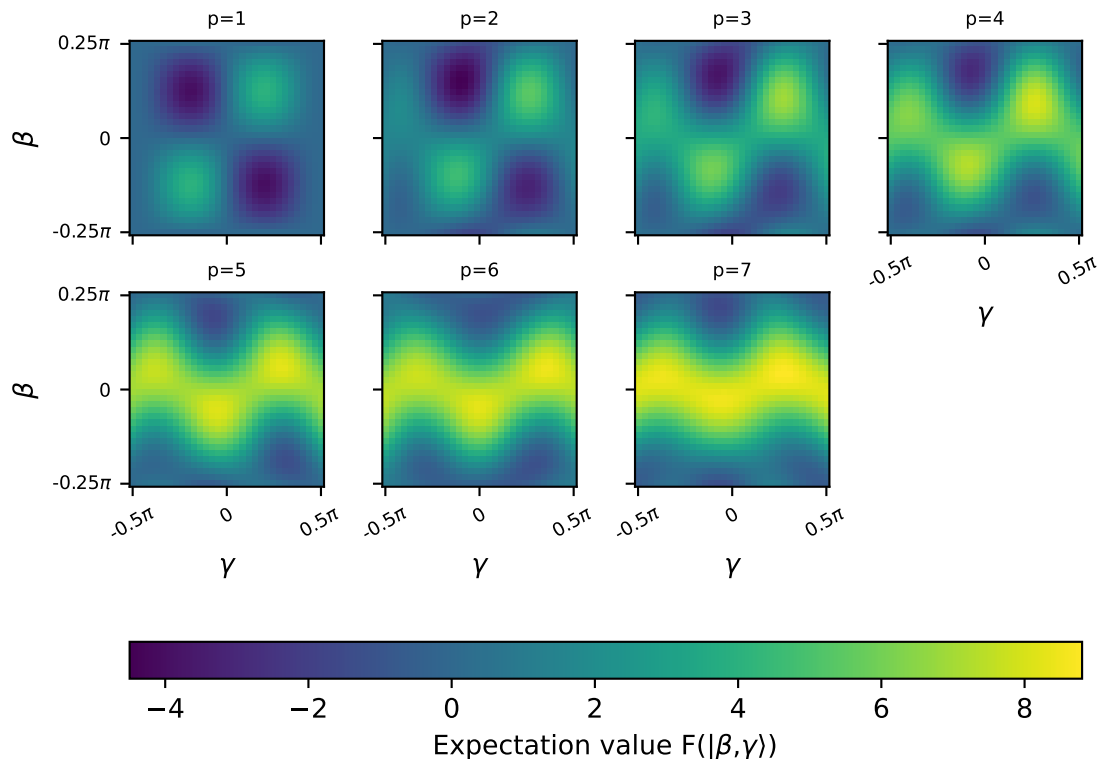 p=1
p=2
p=3
p=4
0.25π
0
-0.25π
β
-0.5π
0
0.5π
γ
p=5
p=6
p=7
0.25π
0
-0.25π
β
-0.5π
0
0.5π
-0.5π
0
0.5π
-0.5π
0
0.5π
γ
γ
γ
−4
−2
0
2
4
6
8
Expectation value F(|β,γ⟩)